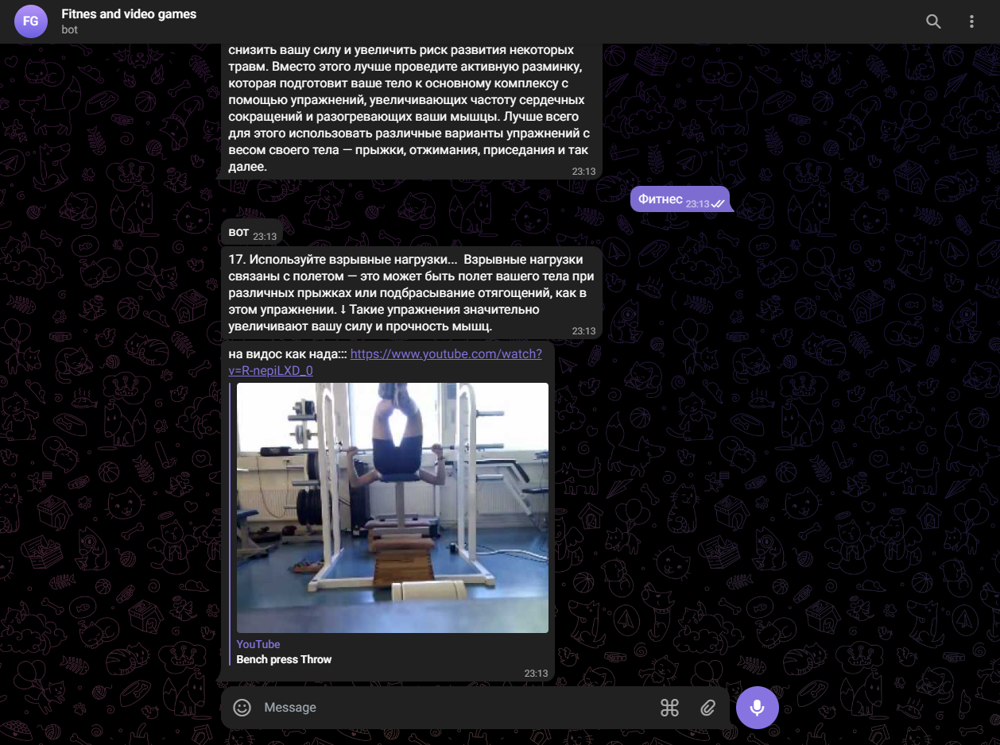 FG
Fitnes and video games
bot
снизить вашу силу и увеличить риск развития некоторых
травм. Вместо этого лучше проведите активную разминку,
которая подготовит ваше тело к основному комплексу с
помощью упражнений, увеличивающих частоту сердечных
сокращений и разогревающих ваши мышцы. Лучше всего
для этого использовать различные варианты упражнений с
весом своего тела — прыжки, отжимания, приседания и так
далее.
23:13
Фитнес 23:13
вот 23:13
17. Используйте взрывные нагрузки...  Взрывные нагрузки
связаны с полетом — это может быть полет вашего тела при
различных прыжках или подбрасывание отягощений, как в
этом упражнении. ↓ Такие упражнения значительно
увеличивают вашу силу и прочность мышц.
23:13
на видос как нада::: https://www.youtube.com/watch?
v=R-nepiLXD_0
YouTube
Bench press Throw
23:13
Message